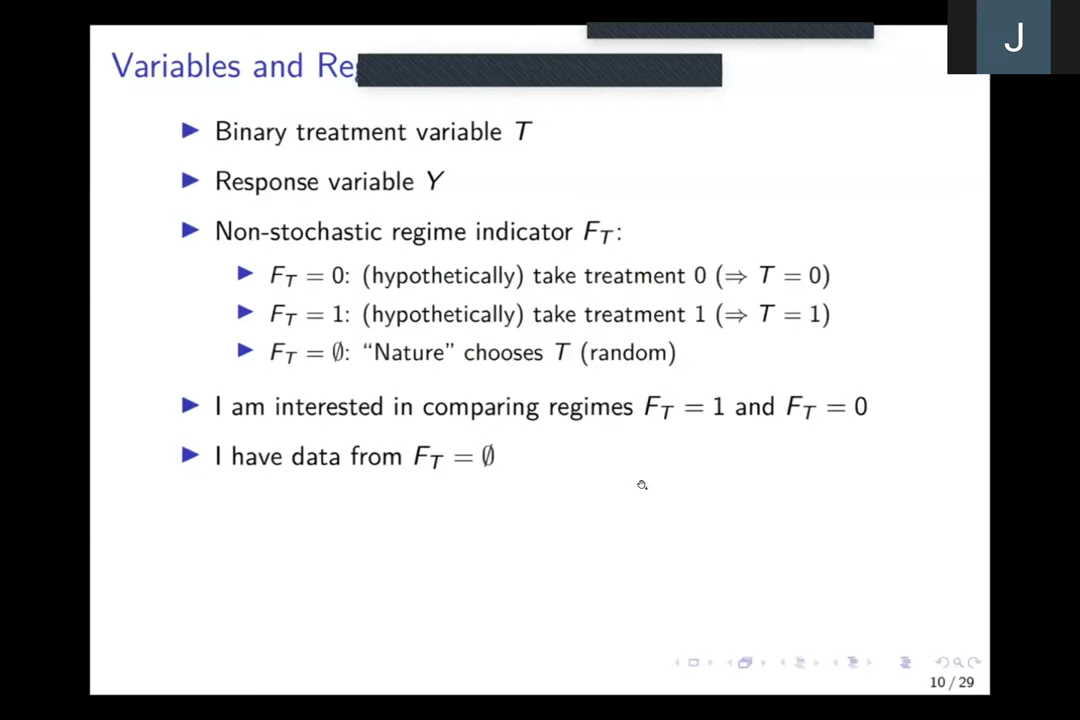 J
Variables and
Binary treatment variable T
Response variable Y
Non-stochastic regime indicator F_T:
F_T = 0: (hypothetically) take treatment 0 (⇒ T = 0)
F_T = 1: (hypothetically) take treatment 1 (⇒ T = 1)
F_T = ∅: “Nature” chooses T (random)
I am interested in comparing regimes F_T = 1 and F_T = 0
I have data from F_T = ∅
10 / 29